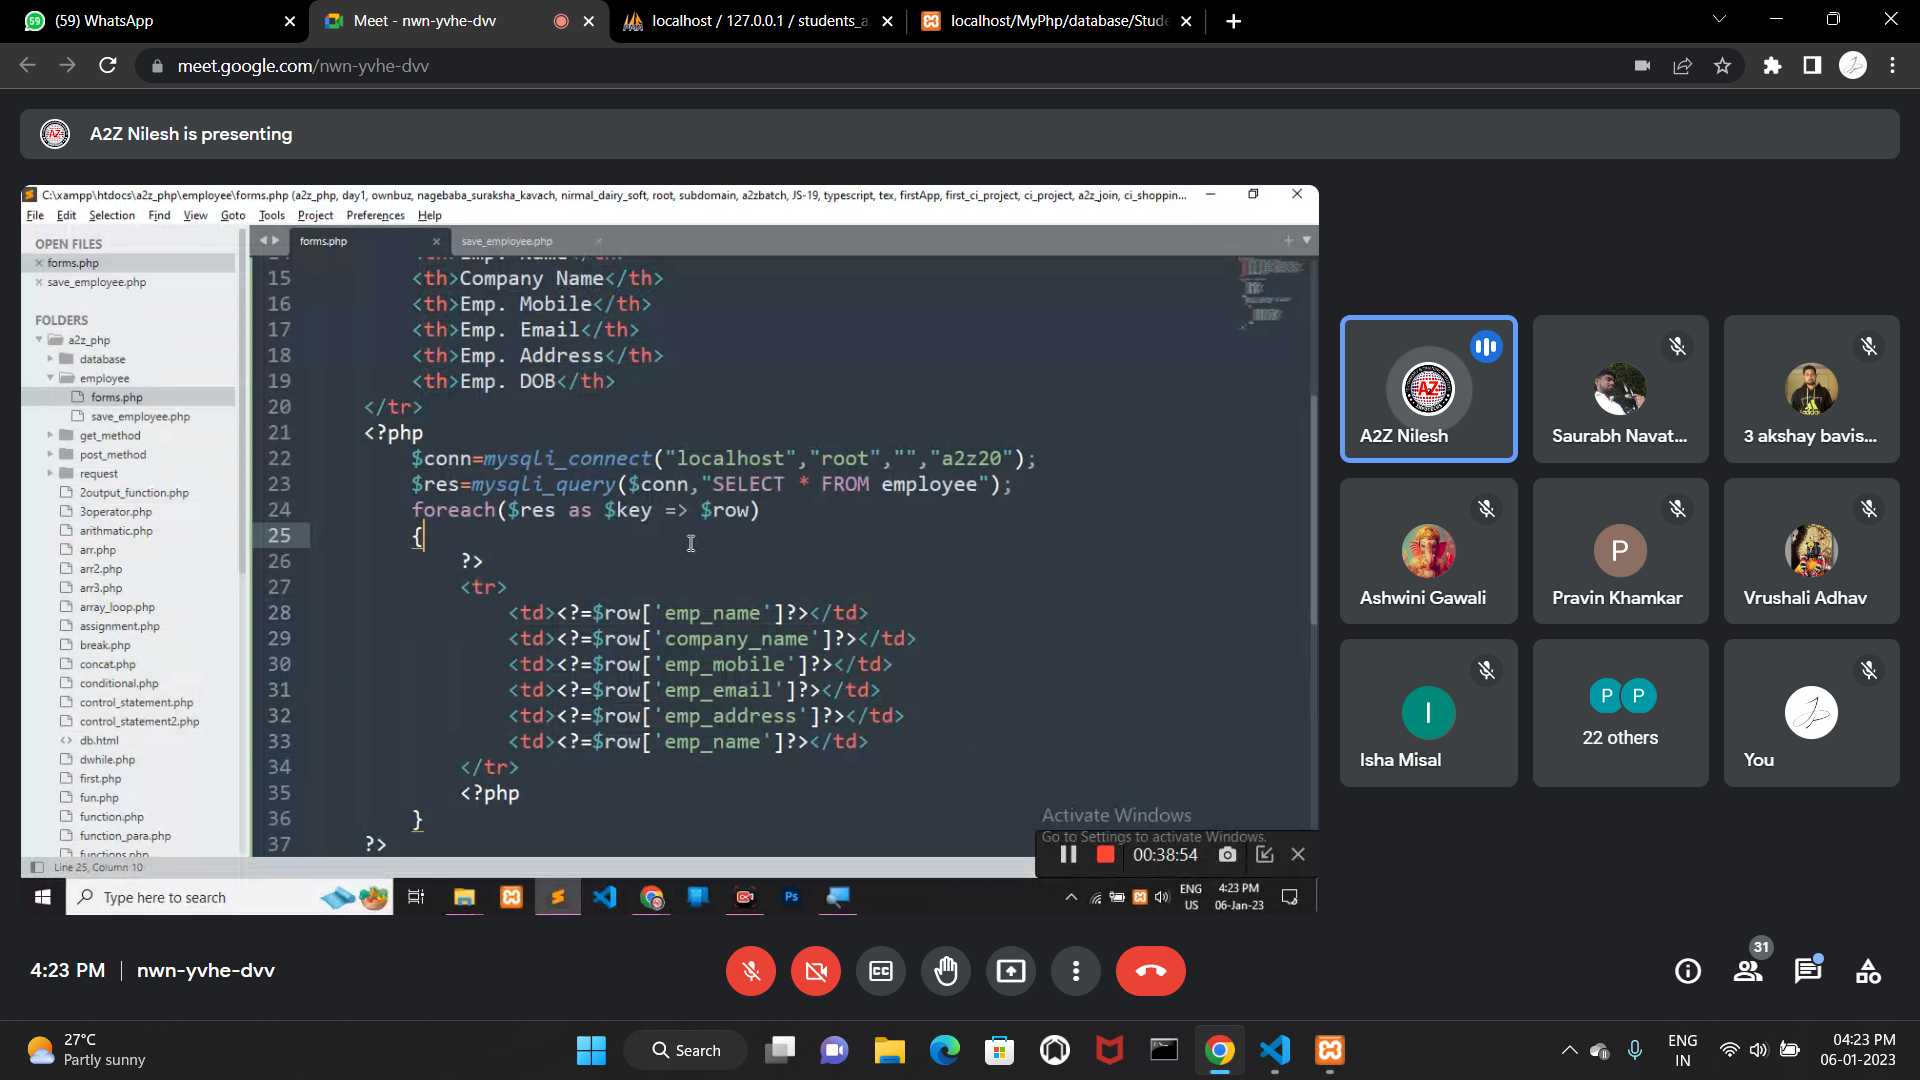 (59) WhatsApp
Meet - nwn-yvhe-dvv
localhost / 127.0.0.1 / students_a
localhost/MyPhp/database/Stude
meet.google.com/nwn-yvhe-dvv
A2Z Nilesh is presenting
C:\xampp\htdocs\a2z_php\employee\forms.php (a2z_php, day1, ownbuz, nagebaba_suraksha_kavach, nirmal_dairy_soft, root, subdomain, a2zbatch, JS-19, typescript, tex, firstApp, first_ci_project, ci_project, a2z_join, ci_shoppin...
File Edit Selection Find View Goto Tools Project Preferences Help
OPEN FILES
forms.php
save_employee.php
FOLDERS
a2z_php
database
employee
forms.php
save_employee.php
get_method
post_method
request
2output_function.php
3operator.php
arithmatic.php
arr.php
arr2.php
arr3.php
array_loop.php
assignment.php
break.php
concat.php
conditional.php
control_statement.php
control_statement2.php
db.html
dwhile.php
first.php
fun.php
function.php
function_para.php
functions.php
forms.php
save_employee.php
15 <th>Company Name</th>
16 <th>Emp. Mobile</th>
17 <th>Emp. Email</th>
18 <th>Emp. Address</th>
19 <th>Emp. DOB</th>
20 </tr>
21 <?php
22 $conn=mysqli_connect("localhost","root","","a2z20");
23 $res=mysqli_query($conn,"SELECT * FROM employee");
24 foreach($res as $key => $row)
25 {
26 ?>
27 <tr>
28 <td><?=$row['emp_name']?></td>
29 <td><?=$row['company_name']?></td>
30 <td><?=$row['emp_mobile']?></td>
31 <td><?=$row['emp_email']?></td>
32 <td><?=$row['emp_address']?></td>
33 <td><?=$row['emp_name']?></td>
34 </tr>
35 <?php
36 }
37 ?>
Activate Windows
Go to Settings to activate Windows.
00:38:54
Line 25, Column 10
Type here to search
Ps
ENG
US
4:23 PM
06-Jan-23
A2Z Nilesh
Saurabh Navat...
3 akshay bavis...
Ashwini Gawali
P
Pravin Khamkar
Vrushali Adhav
I
Isha Misal
P P
22 others
You
4:23 PM | nwn-yvhe-dvv
31
27°C
Partly sunny
Search
ENG
IN
04:23 PM
06-01-2023